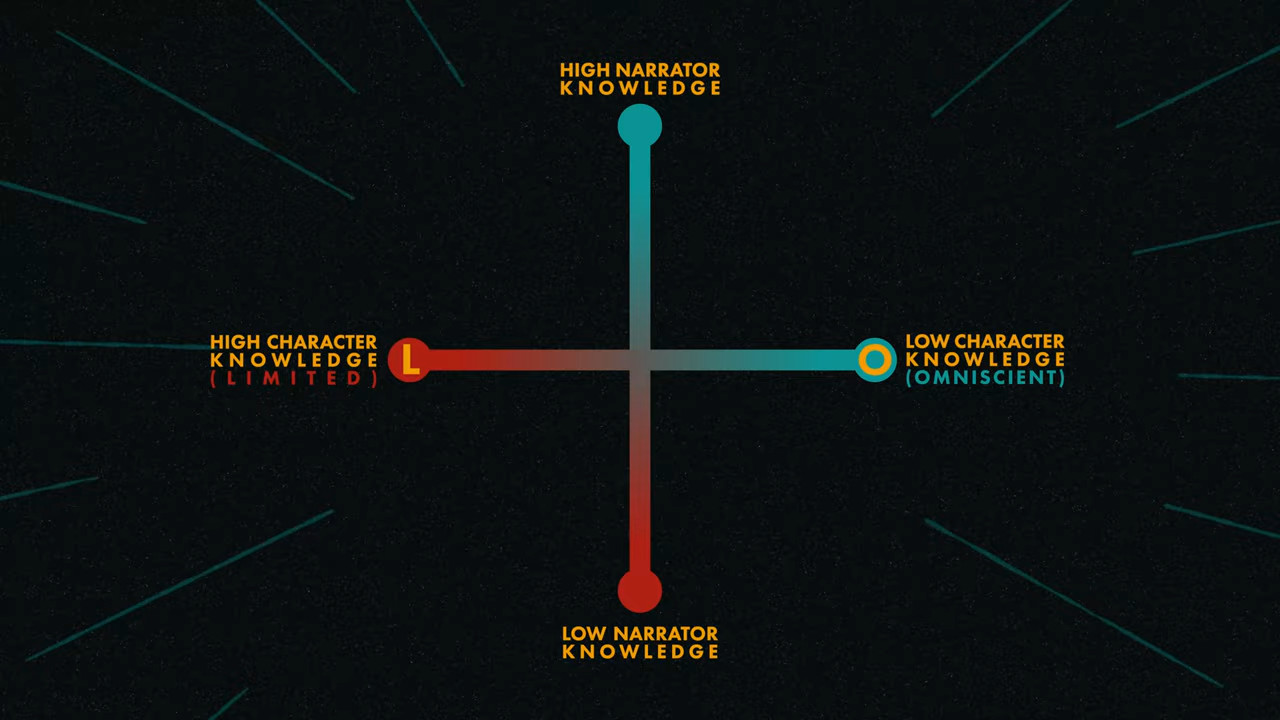 HIGH NARRATOR
KNOWLEDGE
HIGH CHARACTER
KNOWLEDGE
(LIMITED)
L
O
LOW CHARACTER
KNOWLEDGE
(OMNISCIENT)
LOW NARRATOR
KNOWLEDGE